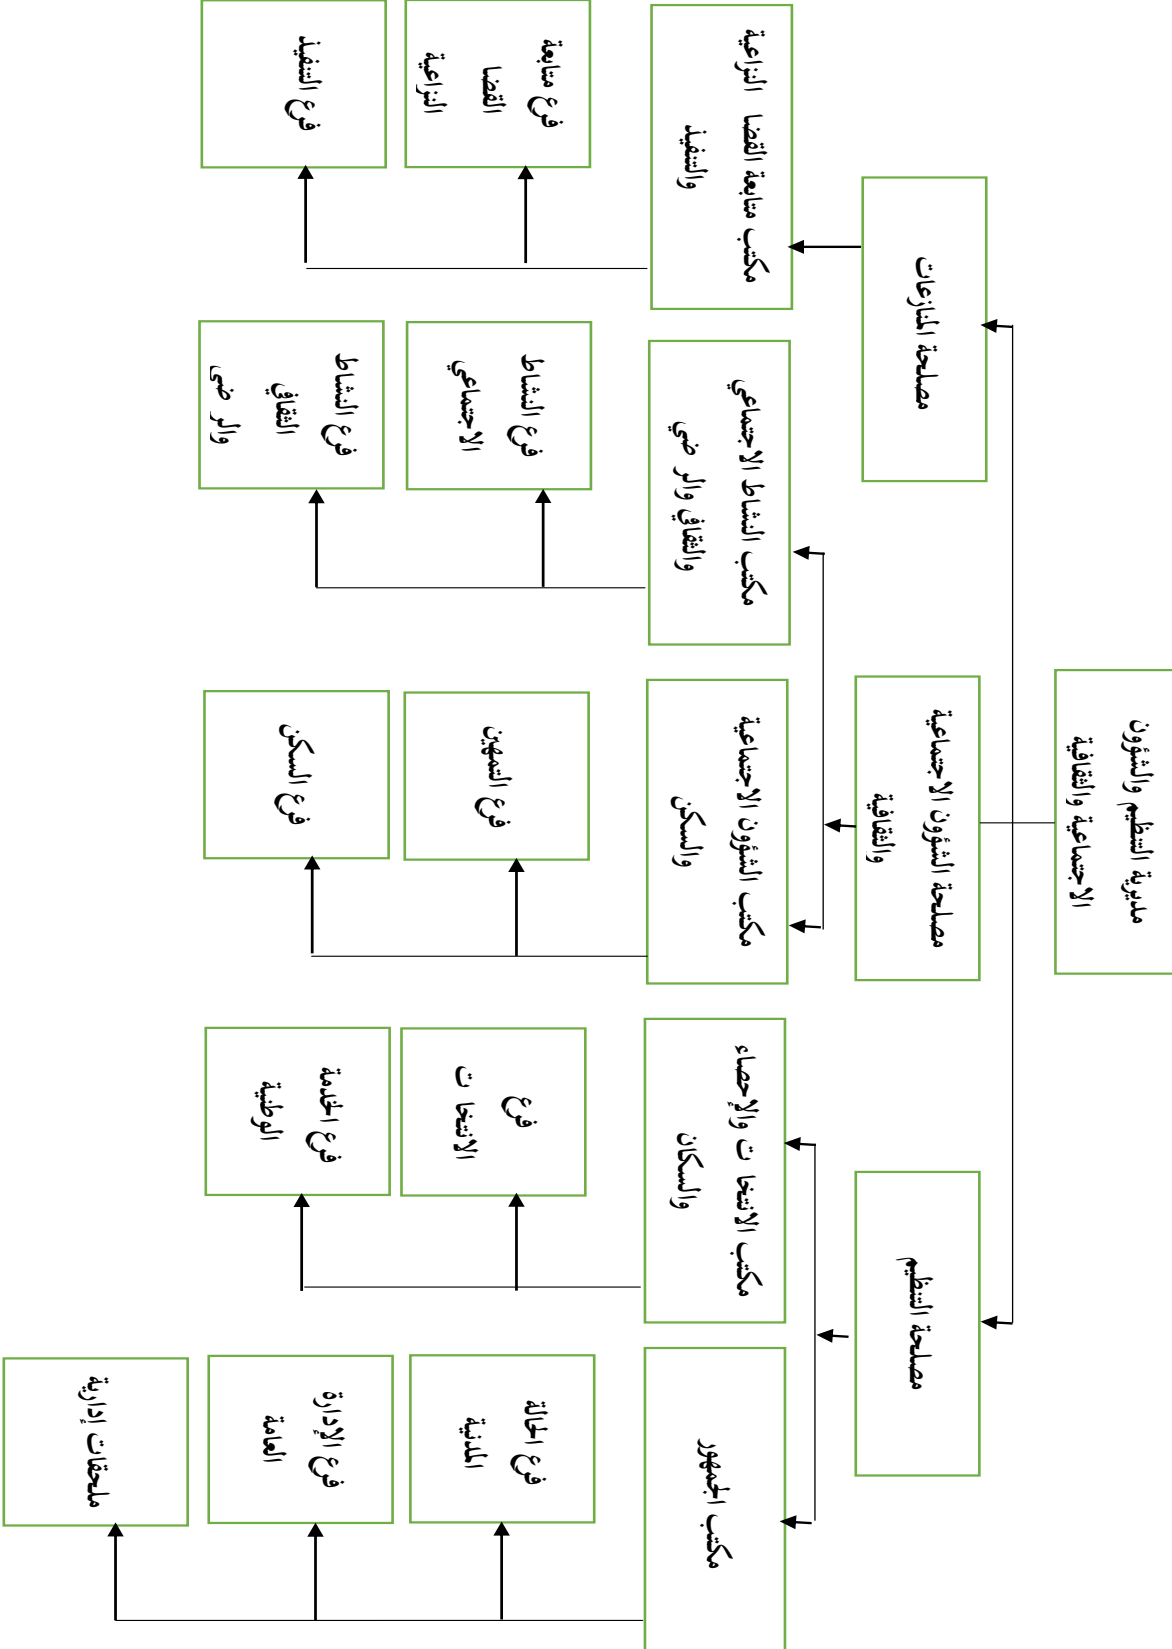 مديرية التنظيم والشؤون
الاجتماعية والثقافية
مصلحة التنظيم
مصلحة الشؤون الاجتماعية
والثقافية
مصلحة المنازعات
مكتب الجمهور
مكتب الانتخا ت والإحصاء
والسكان
مكتب الشؤون الاجتماعية
والسكن
مكتب النشاط الاجتماعي
والثقافي والر ضي
مكتب متابعة القضا النزاعية
والتنفيذ
فرع الحالة
المدنية
فرع
الانتخا ت
فرع التمهين
فرع النشاط
الاجتماعي
فرع متابعة
القضا
النزاعية
فرع الإدارة
العامة
فرع الخدمة
الوطنية
فرع السكن
فرع النشاط
الثقافي
والر ضي
فرع التنفيذ
ملحقات إدارية